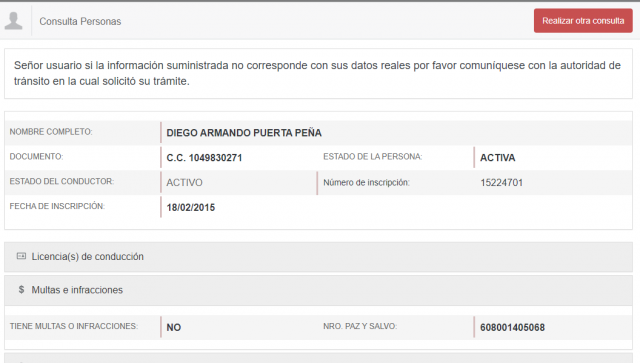 Consulta Personas
Realizar otra consulta
Señor usuario si la información suministrada no corresponde con sus datos reales por favor comuníquese con la autoridad de
tránsito en la cual solicitó su trámite.
NOMBRE COMPLETO: DIEGO ARMANDO PUERTA PEÑA
DOCUMENTO: C.C. 1049830271 ESTADO DE LA PERSONA: ACTIVA
ESTADO DEL CONDUCTOR: ACTIVO Número de inscripción: 15224701
FECHA DE INSCRIPCIÓN: 18/02/2015
Licencia(s) de conducción
$ Multas e infracciones
TIENE MULTAS O INFRACCIONES: NO NRO. PAZ Y SALVO: 608001405068